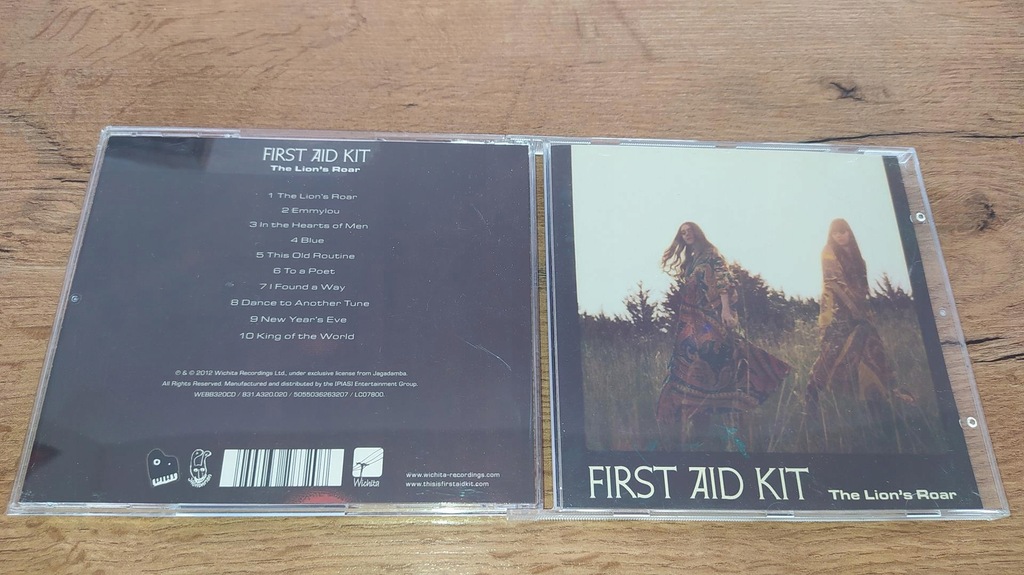 FIRST AID KIT
The Lion's Roar
1 The Lion's Roar
2 Emmylou
3 In the Hearts of Men
4 Blue
5 This Old Routine
6 To a Poet
7 I Found a Way
8 Dance to Another Tune
9 New Year's Eve
10 King of the World
℗ & © 2012 Wichita Recordings Ltd, under exclusive license from Jagadamba.
All Rights Reserved. Manufactured and distributed by the [PIAS] Entertainment Group.
WEBB320CD / 831.A320.020 / 5055036263207 / LC07800.
Wichita
www.wichita-recordings.com
www.thisisfirstaidkit.com
FIRST AID KIT The Lion's Roar